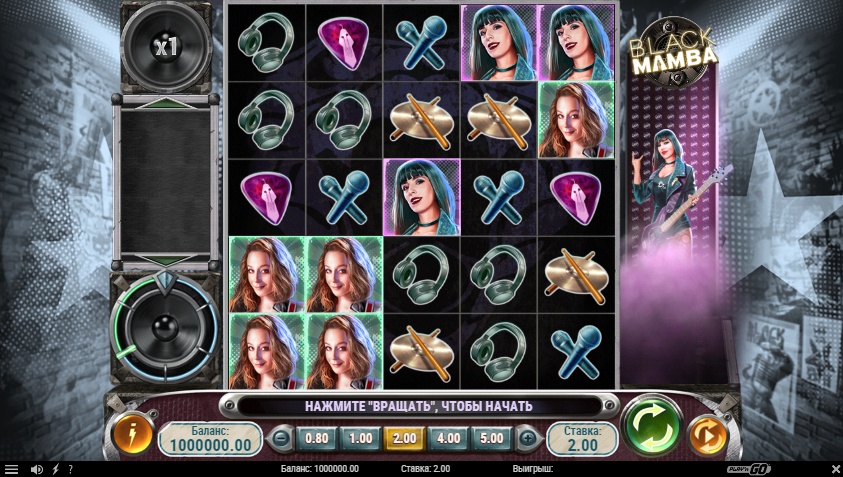 x1
BLACK
MAMBA
НАЖМИТЕ "ВРАЩАТЬ", ЧТОБЫ НАЧАТЬ
Баланс:
1000000.00
0.80 1.00 2.00 4.00 5.00
Ставка:
2.00
Баланс: 1000000.00 Ставка: 2.00 Выигрыш:
PLAY'N GO